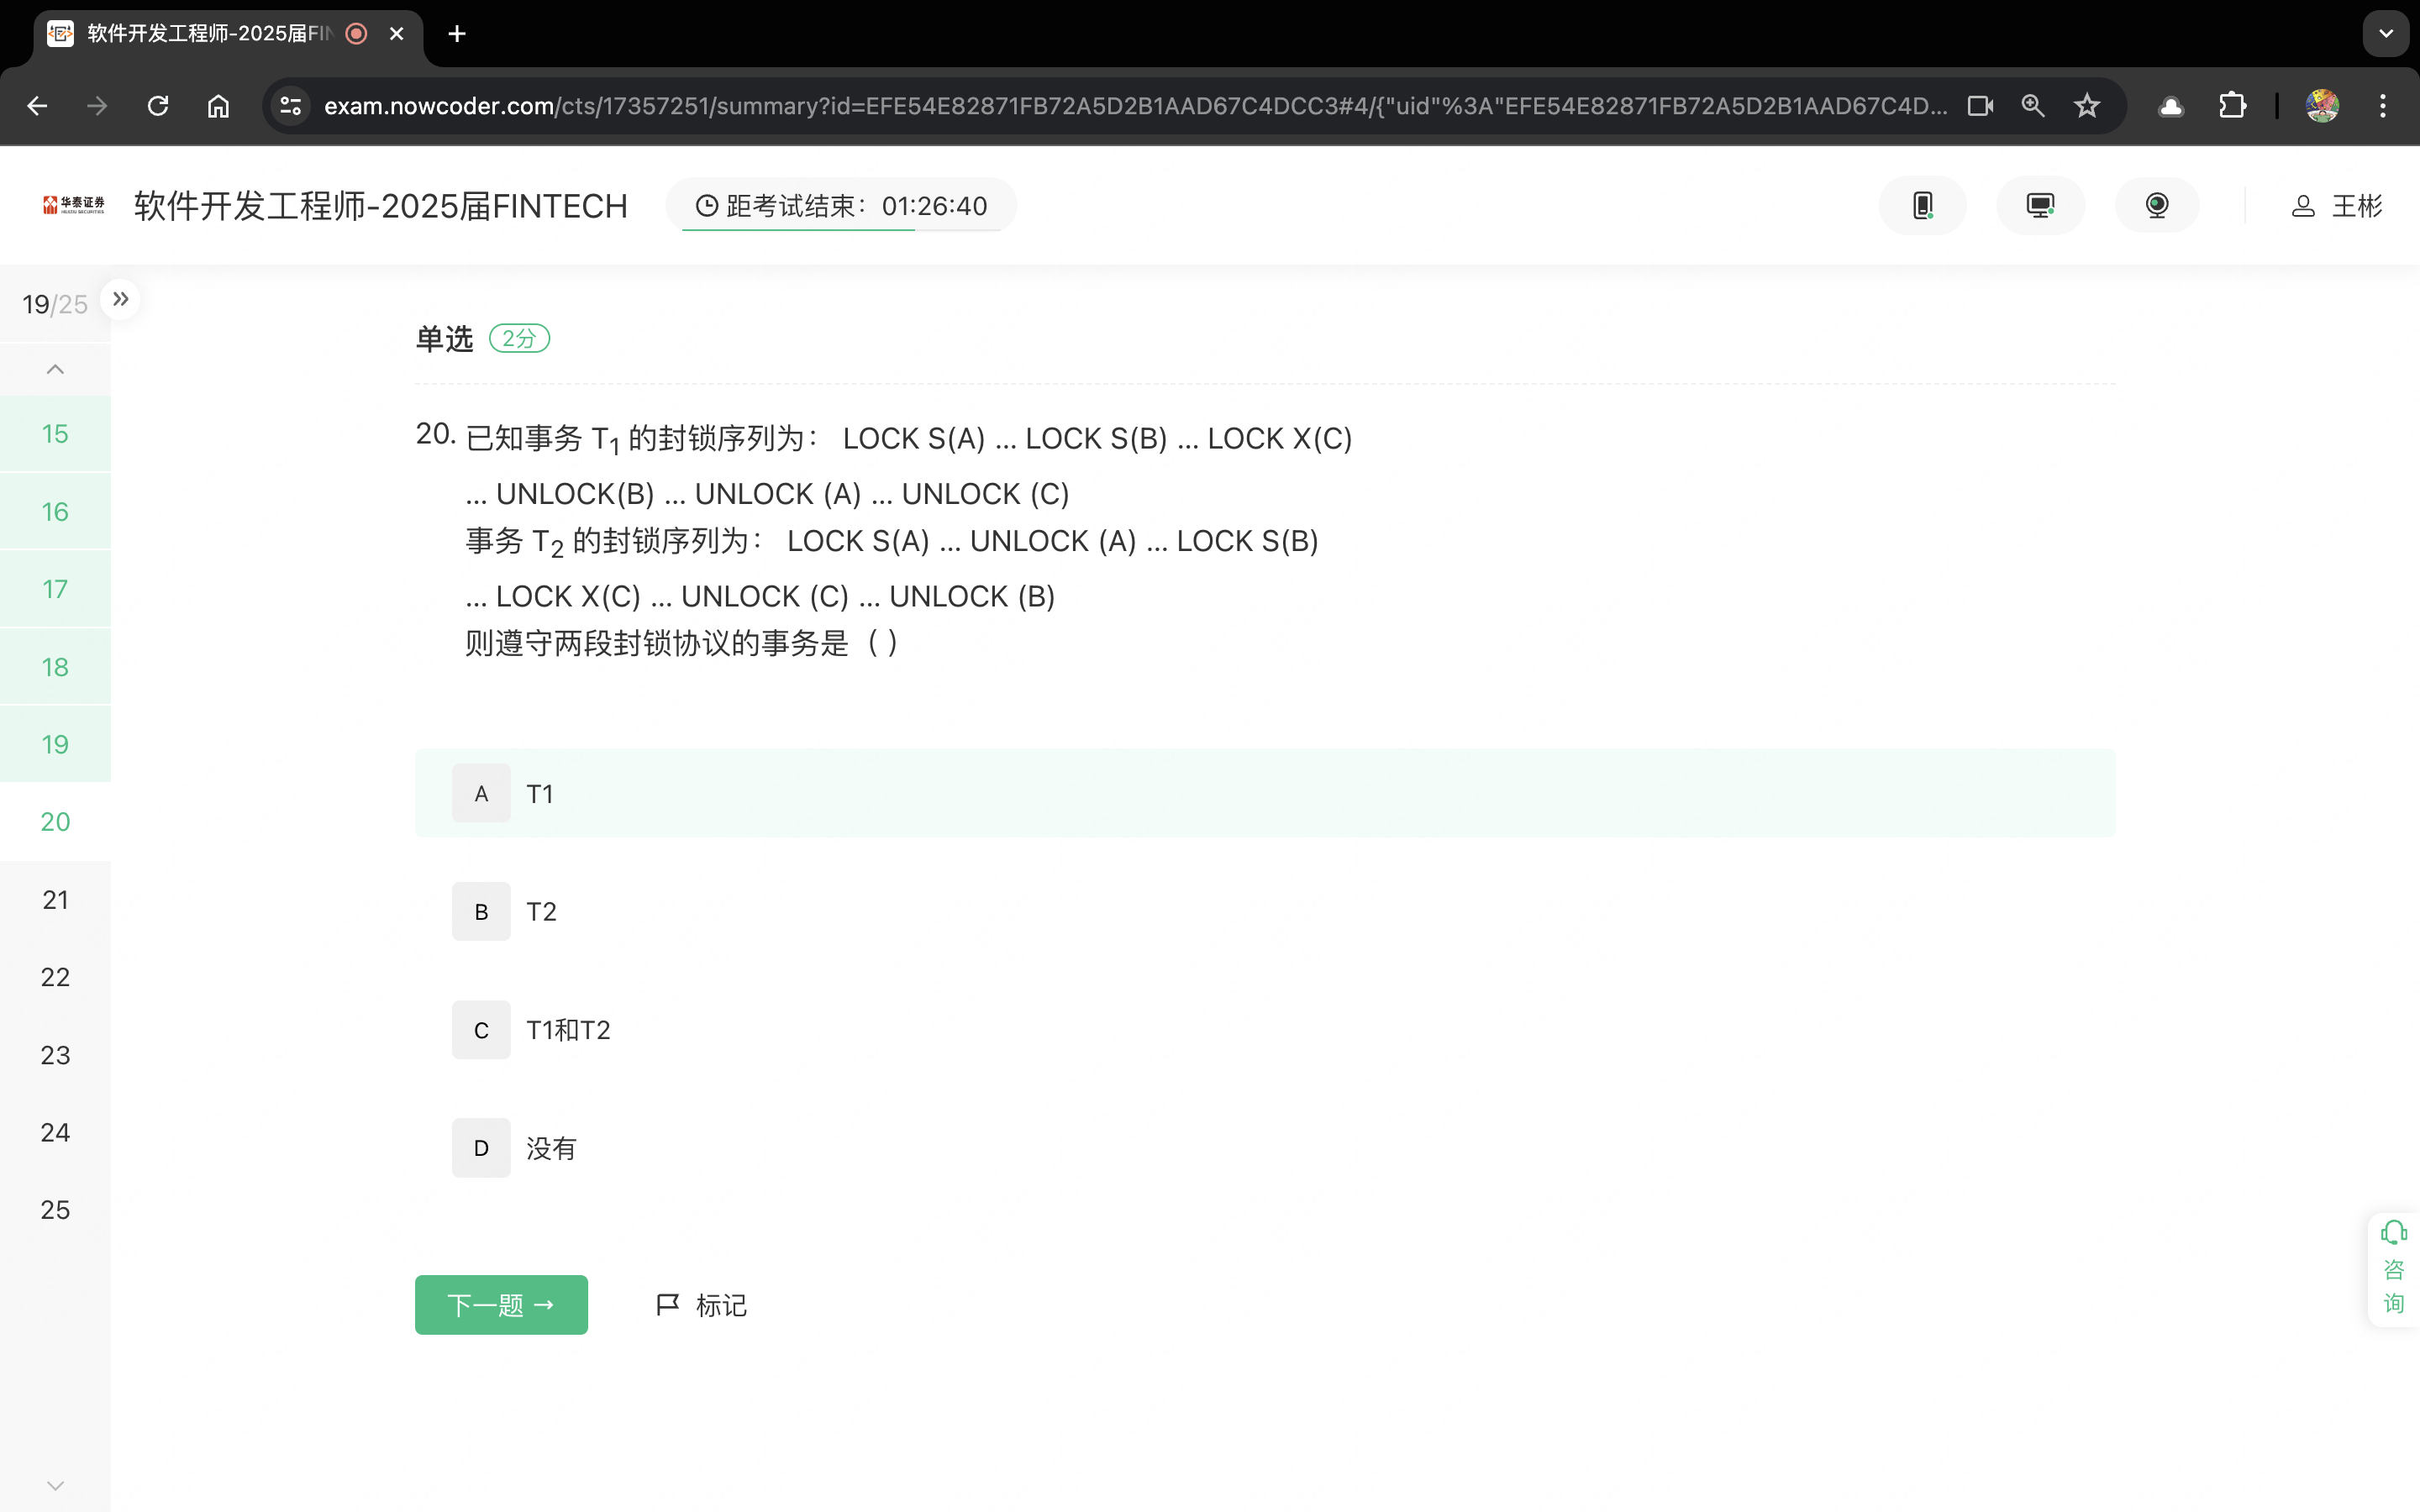 软件开发工程师-2025届FIN
exam.nowcoder.com/cts/17357251/summary?id=EFE54E82871FB72A5D2B1AAD67C4DCC3#4/{"uid"%3A"EFE54E82871FB72A5D2B1AAD67C4D...
华泰证券
HUATAI SECURITIES
软件开发工程师-2025届FINTECH
距考试结束：01:26:40
王彬
19/25
15
16
17
18
19
20
21
22
23
24
25
单选 2分
20. 已知事务 T1 的封锁序列为： LOCK S(A) ... LOCK S(B) ... LOCK X(C)
... UNLOCK(B) ... UNLOCK (A) ... UNLOCK (C)
事务 T2 的封锁序列为： LOCK S(A) ... UNLOCK (A) ... LOCK S(B)
... LOCK X(C) ... UNLOCK (C) ... UNLOCK (B)
则遵守两段封锁协议的事务是（ ）
A T1
B T2
C T1和T2
D 没有
下一题 →
标记
咨
询